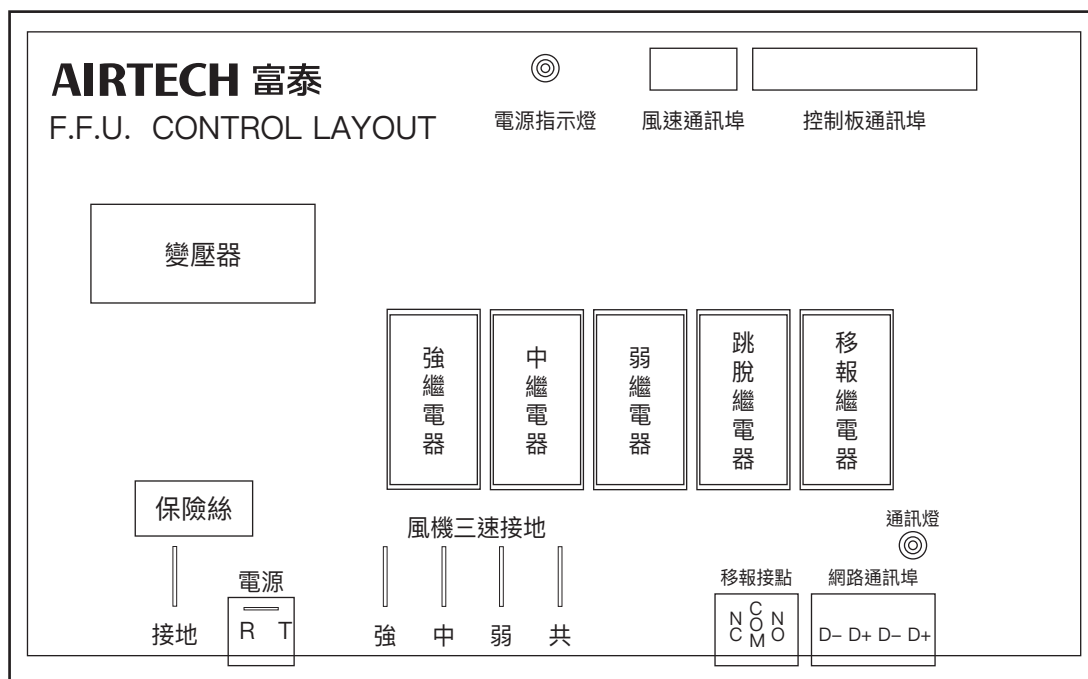 AIRTECH 富泰
F.F.U. CONTROL LAYOUT
電源指示燈
風速通訊埠
控制板通訊埠
變壓器
強繼電器
中繼電器
弱繼電器
跳脫繼電器
移報繼電器
保險絲
風機三速接地
通訊燈
電源
移報接點
網路通訊埠
接地
R T
強 中 弱 共
NC COM NO
D− D+ D− D+